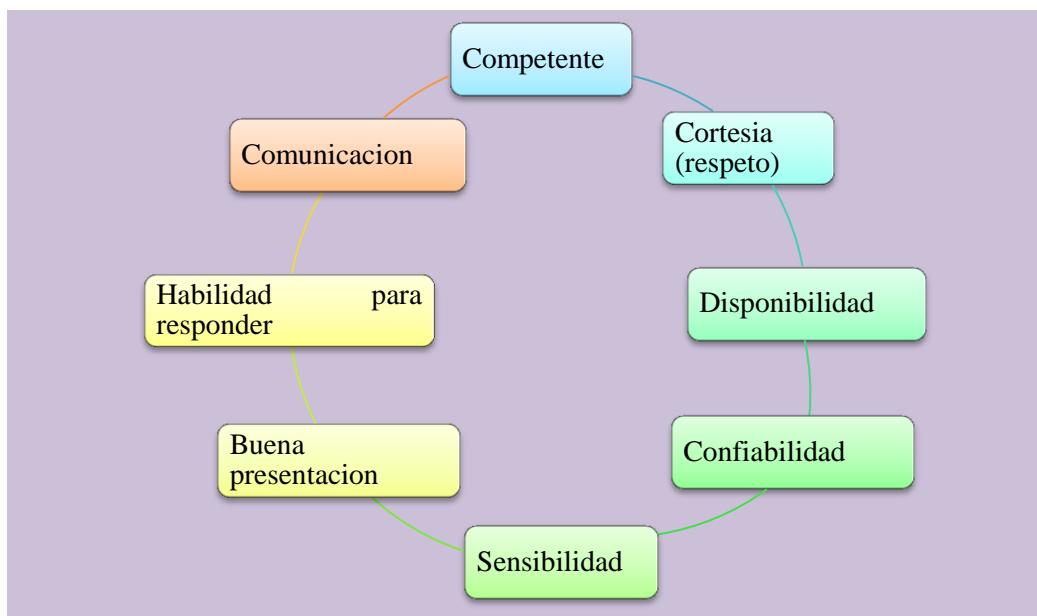 Competente
Cortesia
(respeto)
Disponibilidad
Confiabilidad
Sensibilidad
Buena
presentacion
Habilidad para
responder
Comunicacion